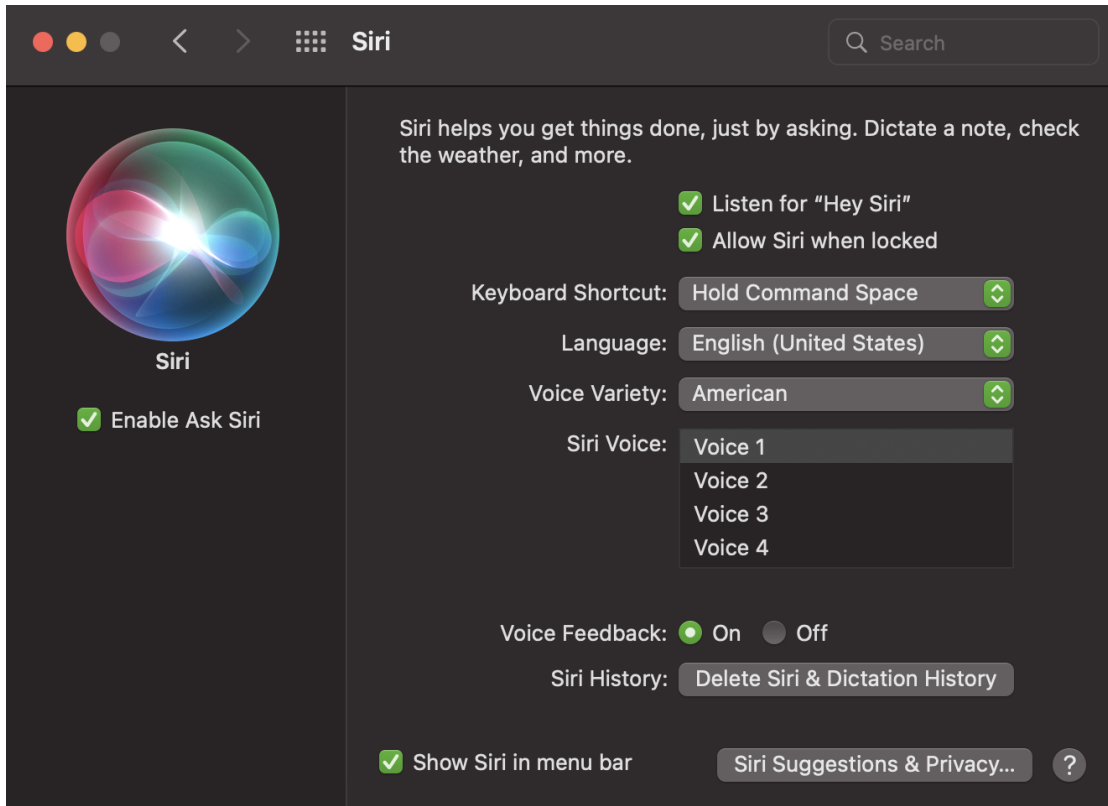 Siri
Search
Siri helps you get things done, just by asking. Dictate a note, check
the weather, and more.
Listen for “Hey Siri”
Allow Siri when locked
Keyboard Shortcut: Hold Command Space
Language: English (United States)
Voice Variety: American
Siri Voice: Voice 1
Voice 2
Voice 3
Voice 4
Siri
Enable Ask Siri
Voice Feedback: On Off
Siri History: Delete Siri & Dictation History
Show Siri in menu bar Siri Suggestions & Privacy... ?